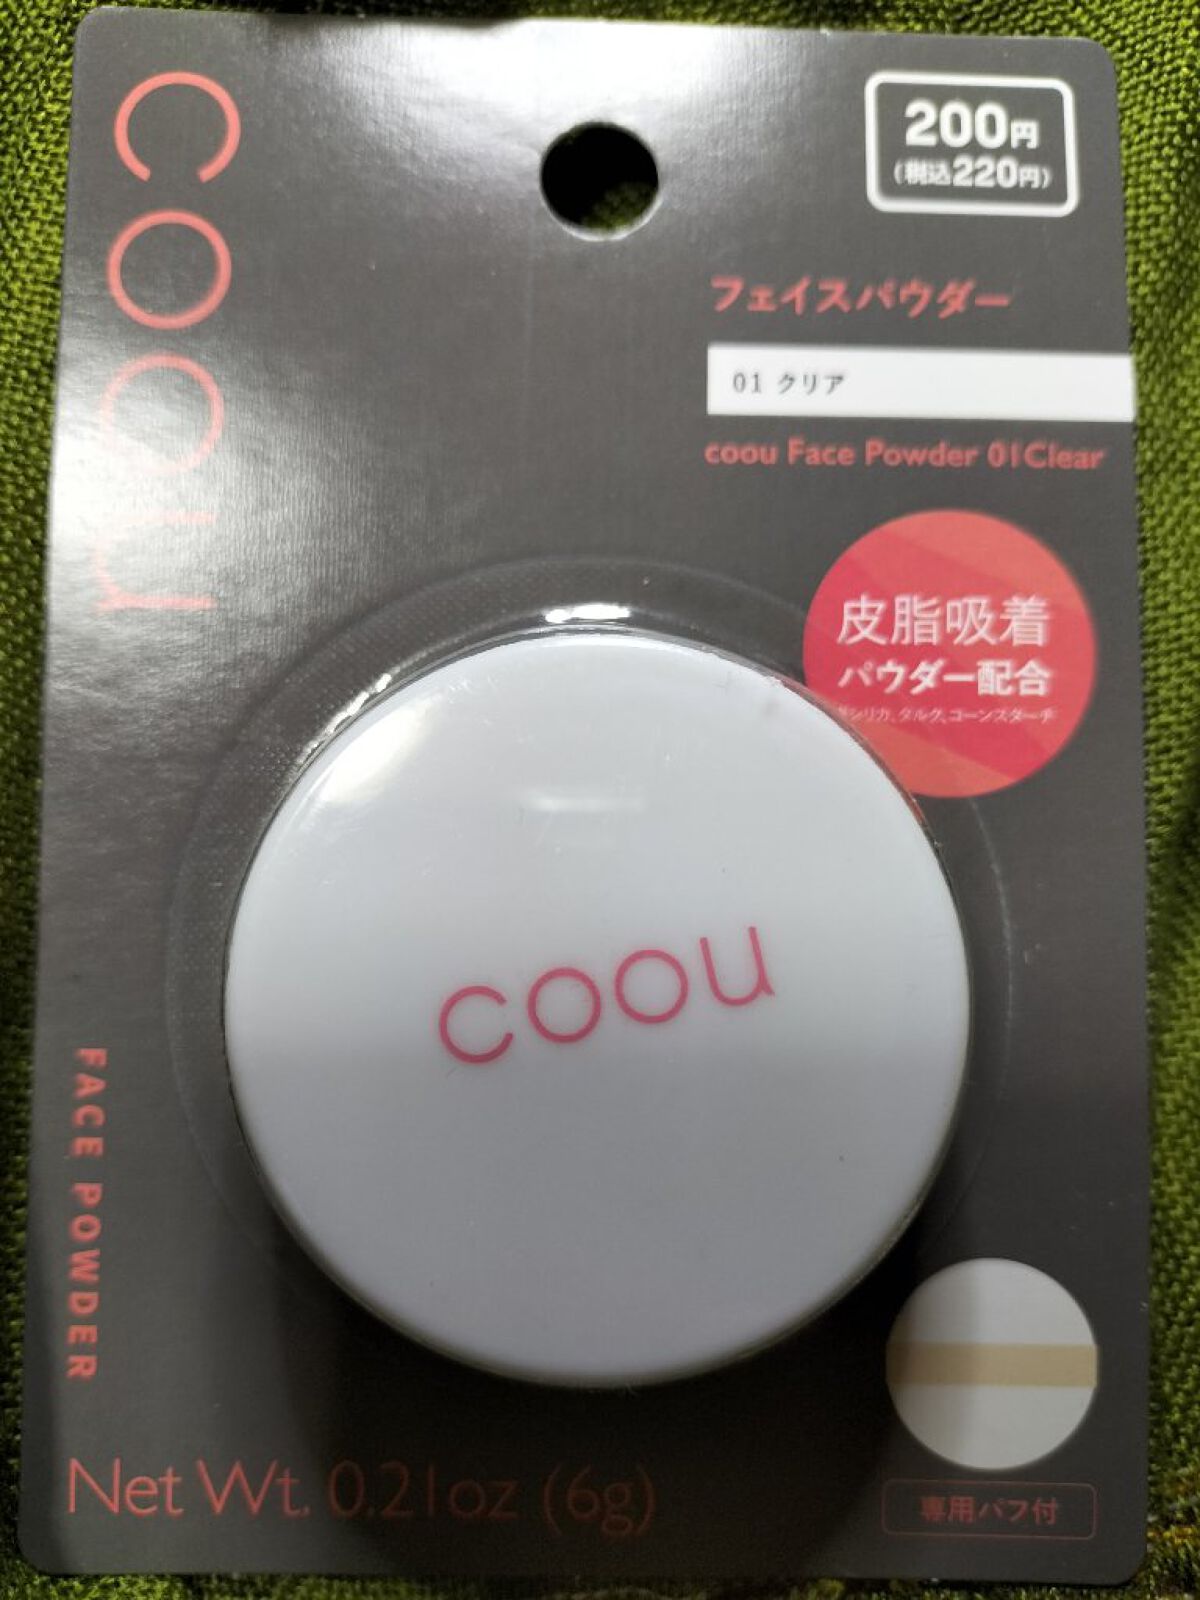 coou
200円
(税込220円)
フェイスパウダー
01 クリア
coou Face Powder 01Clear
皮脂吸着
パウダー配合
シリカ、タルク、コーンスターチ
coou
FACE POWDER
Net Wt. 0.21oz (6g)
専用パフ付